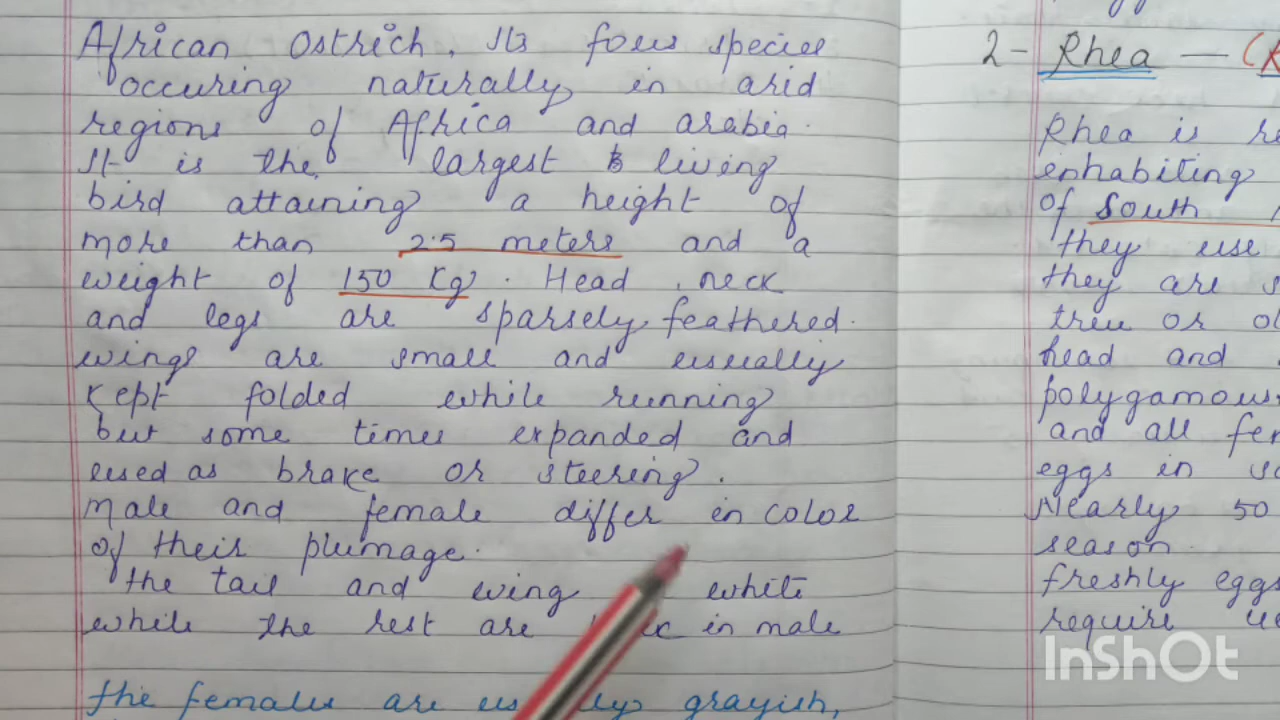 African Ostrich. Its four species
occuring naturally in arid
regions of Africa and arabia.
It is the largest living
bird attaining a height of
more than 2.5 meters and a
weight of 150 Kg. Head, neck
and legs are sparsely feathered.
wings are small and usually
kept folded while running
but some times expanded and
used as brake or steering.
Male and female differ in color
of their plumage.
the tail and wing white
while the rest are in male
the females are grayish,
2- Rhea — (R
Rhea is
enhabiting
of South
they use
they are
tree or
head and
polygamous
and all
eggs in
Nearly 50
season.
freshly eggs
require
InShOt